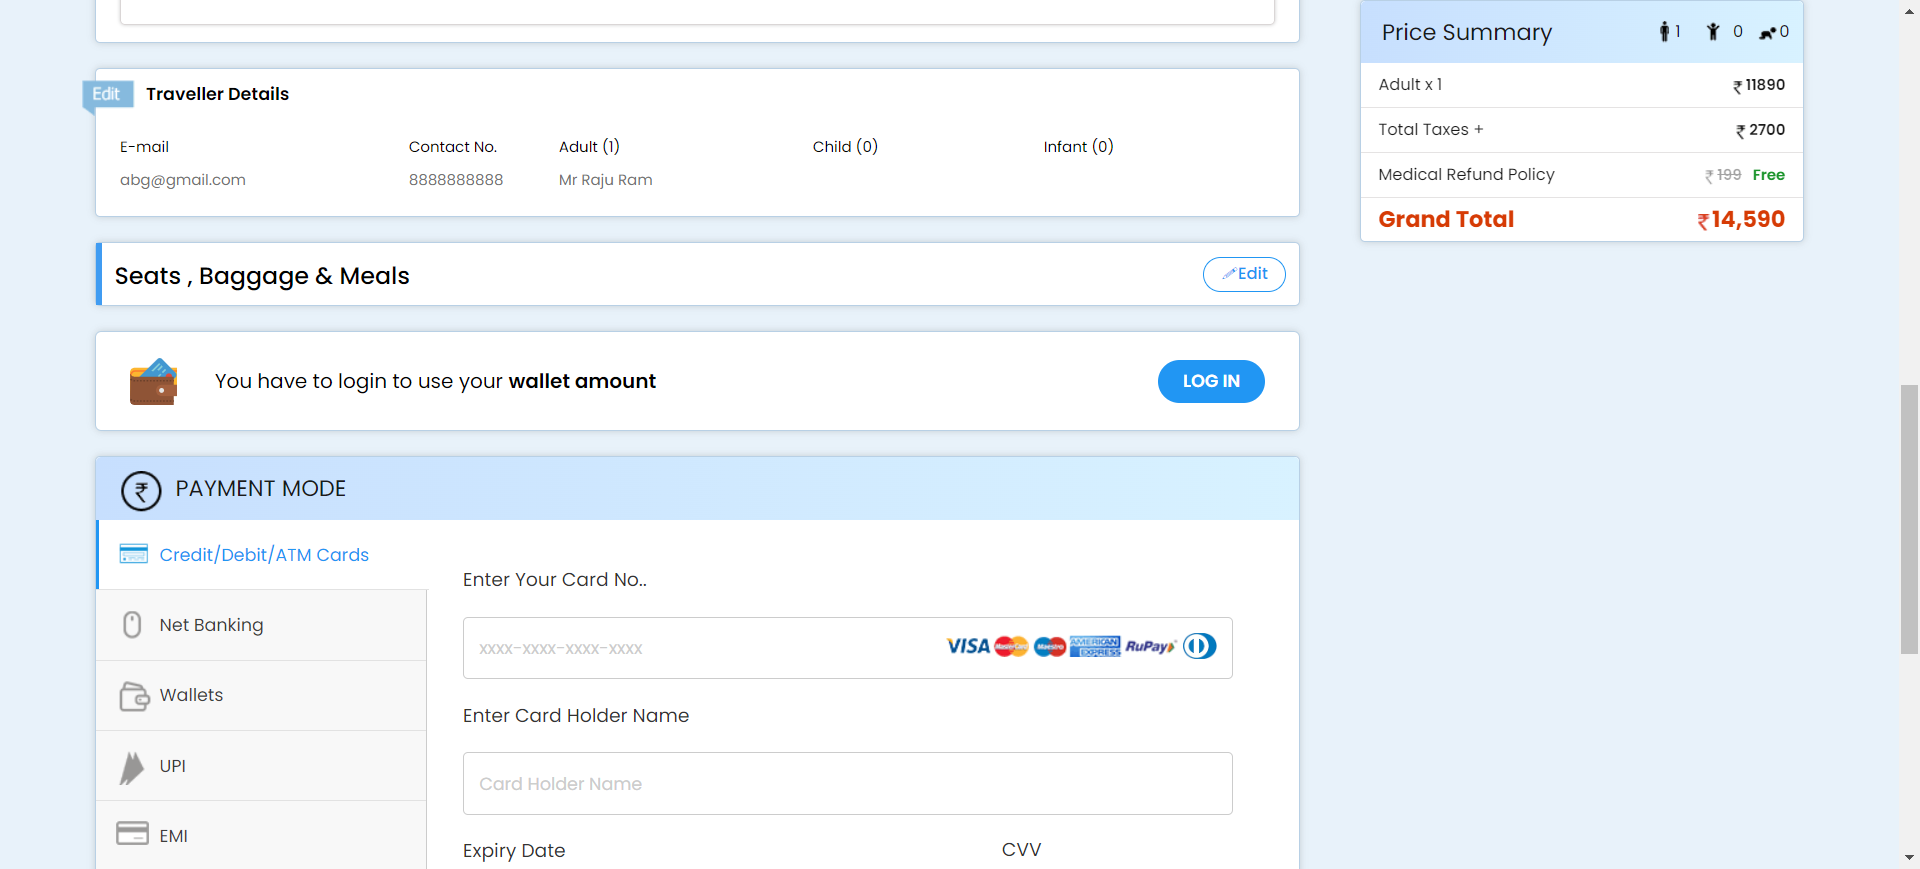 Edit Traveller Details
E-mail Contact No. Adult (1) Child (0) Infant (0)
abg@gmail.com 8888888888 Mr Raju Ram
Seats , Baggage & Meals Edit
You have to login to use your wallet amount LOG IN
₹ PAYMENT MODE
Credit/Debit/ATM Cards
Net Banking
Wallets
UPI
EMI
Enter Your Card No..
xxxx-xxxx-xxxx-xxxx VISA MasterCard Maestro AMERICAN EXPRESS RuPay
Enter Card Holder Name
Card Holder Name
Expiry Date CVV
Price Summary 1 0 0
Adult x 1 ₹ 11890
Total Taxes + ₹ 2700
Medical Refund Policy ₹ 199 Free
Grand Total ₹14,590